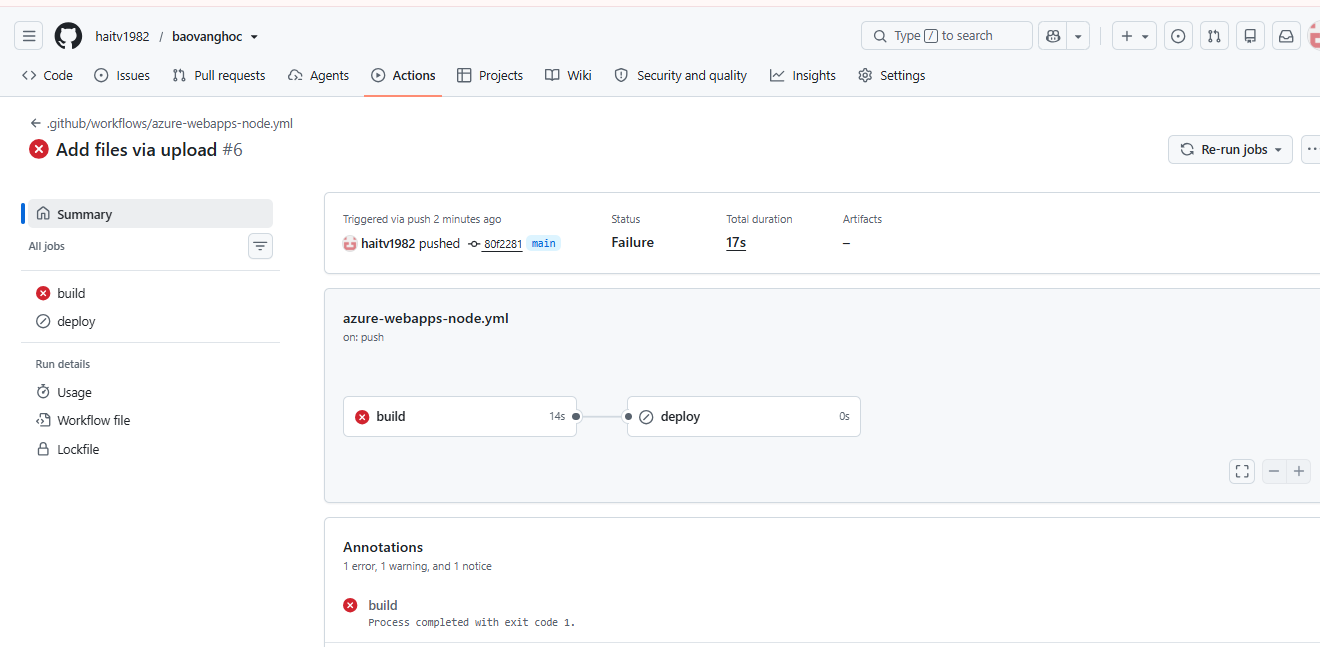 haitv1982 / baovanghoc
Type / to search
Code Issues Pull requests Agents Actions Projects Wiki Security and quality Insights Settings
.github/workflows/azure-webapps-node.yml
Add files via upload #6
Re-run jobs
Summary
All jobs
build
deploy
Run details
Usage
Workflow file
Lockfile
Triggered via push 2 minutes ago
haitv1982 pushed 80f2281 main
Status
Failure
Total duration
17s
Artifacts
–
azure-webapps-node.yml
on: push
build 14s
deploy 0s
Annotations
1 error, 1 warning, and 1 notice
build
Process completed with exit code 1.